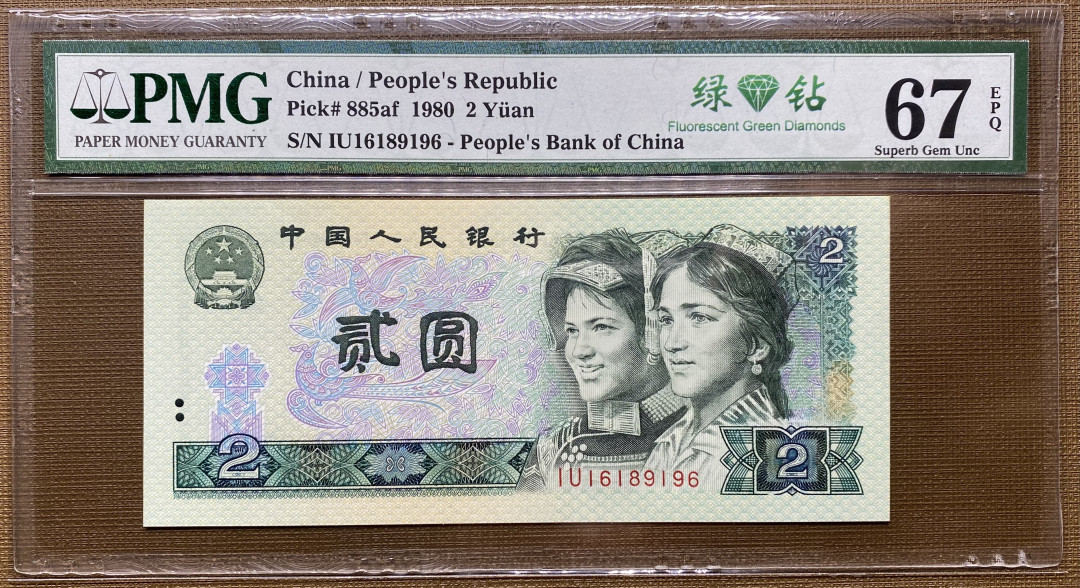 PMG
PAPER MONEY GUARANTY
China / People's Republic
Pick# 885af 1980 2 Yüan
S/N IU16189196 - People's Bank of China
绿 钻
Fluorescent Green Diamonds
67
EPQ
Superb Gem Unc
中国人民银行
2
贰圆
2
IU16189196
2